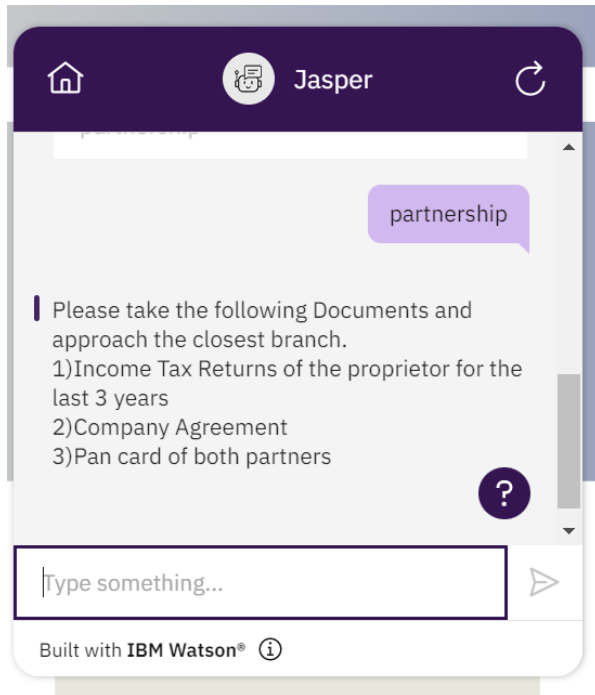 Jasper
partnership
partnership
Please take the following Documents and
approach the closest branch.
1)Income Tax Returns of the proprietor for the
last 3 years
2)Company Agreement
3)Pan card of both partners
?
Type something...
Built with IBM Watson®